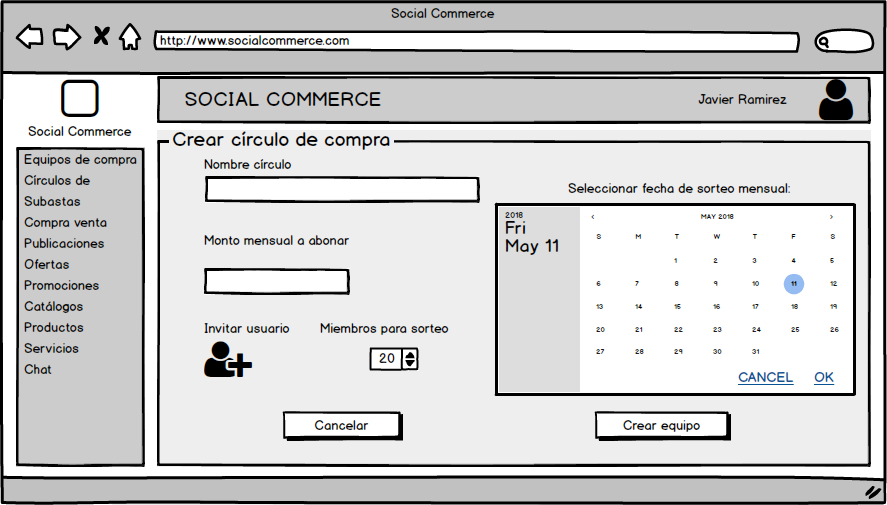 Social Commerce
http://www.socialcommerce.com
Social Commerce
SOCIAL COMMERCE
Javier Ramirez
Equipos de compra
Círculos de
Subastas
Compra venta
Publicaciones
Ofertas
Promociones
Catálogos
Productos
Servicios
Chat
Crear círculo de compra
Nombre círculo
Monto mensual a abonar
Invitar usuario
Miembros para sorteo
20
Seleccionar fecha de sorteo mensual:
2018
Fri
May 11
< MAY 2018 >
S M T W T F S
1 2 3 4 5
6 7 8 9 10 11 12
13 14 15 16 17 18 19
20 21 22 23 24 25 26
27 28 29 30 31
CANCEL OK
Cancelar
Crear equipo